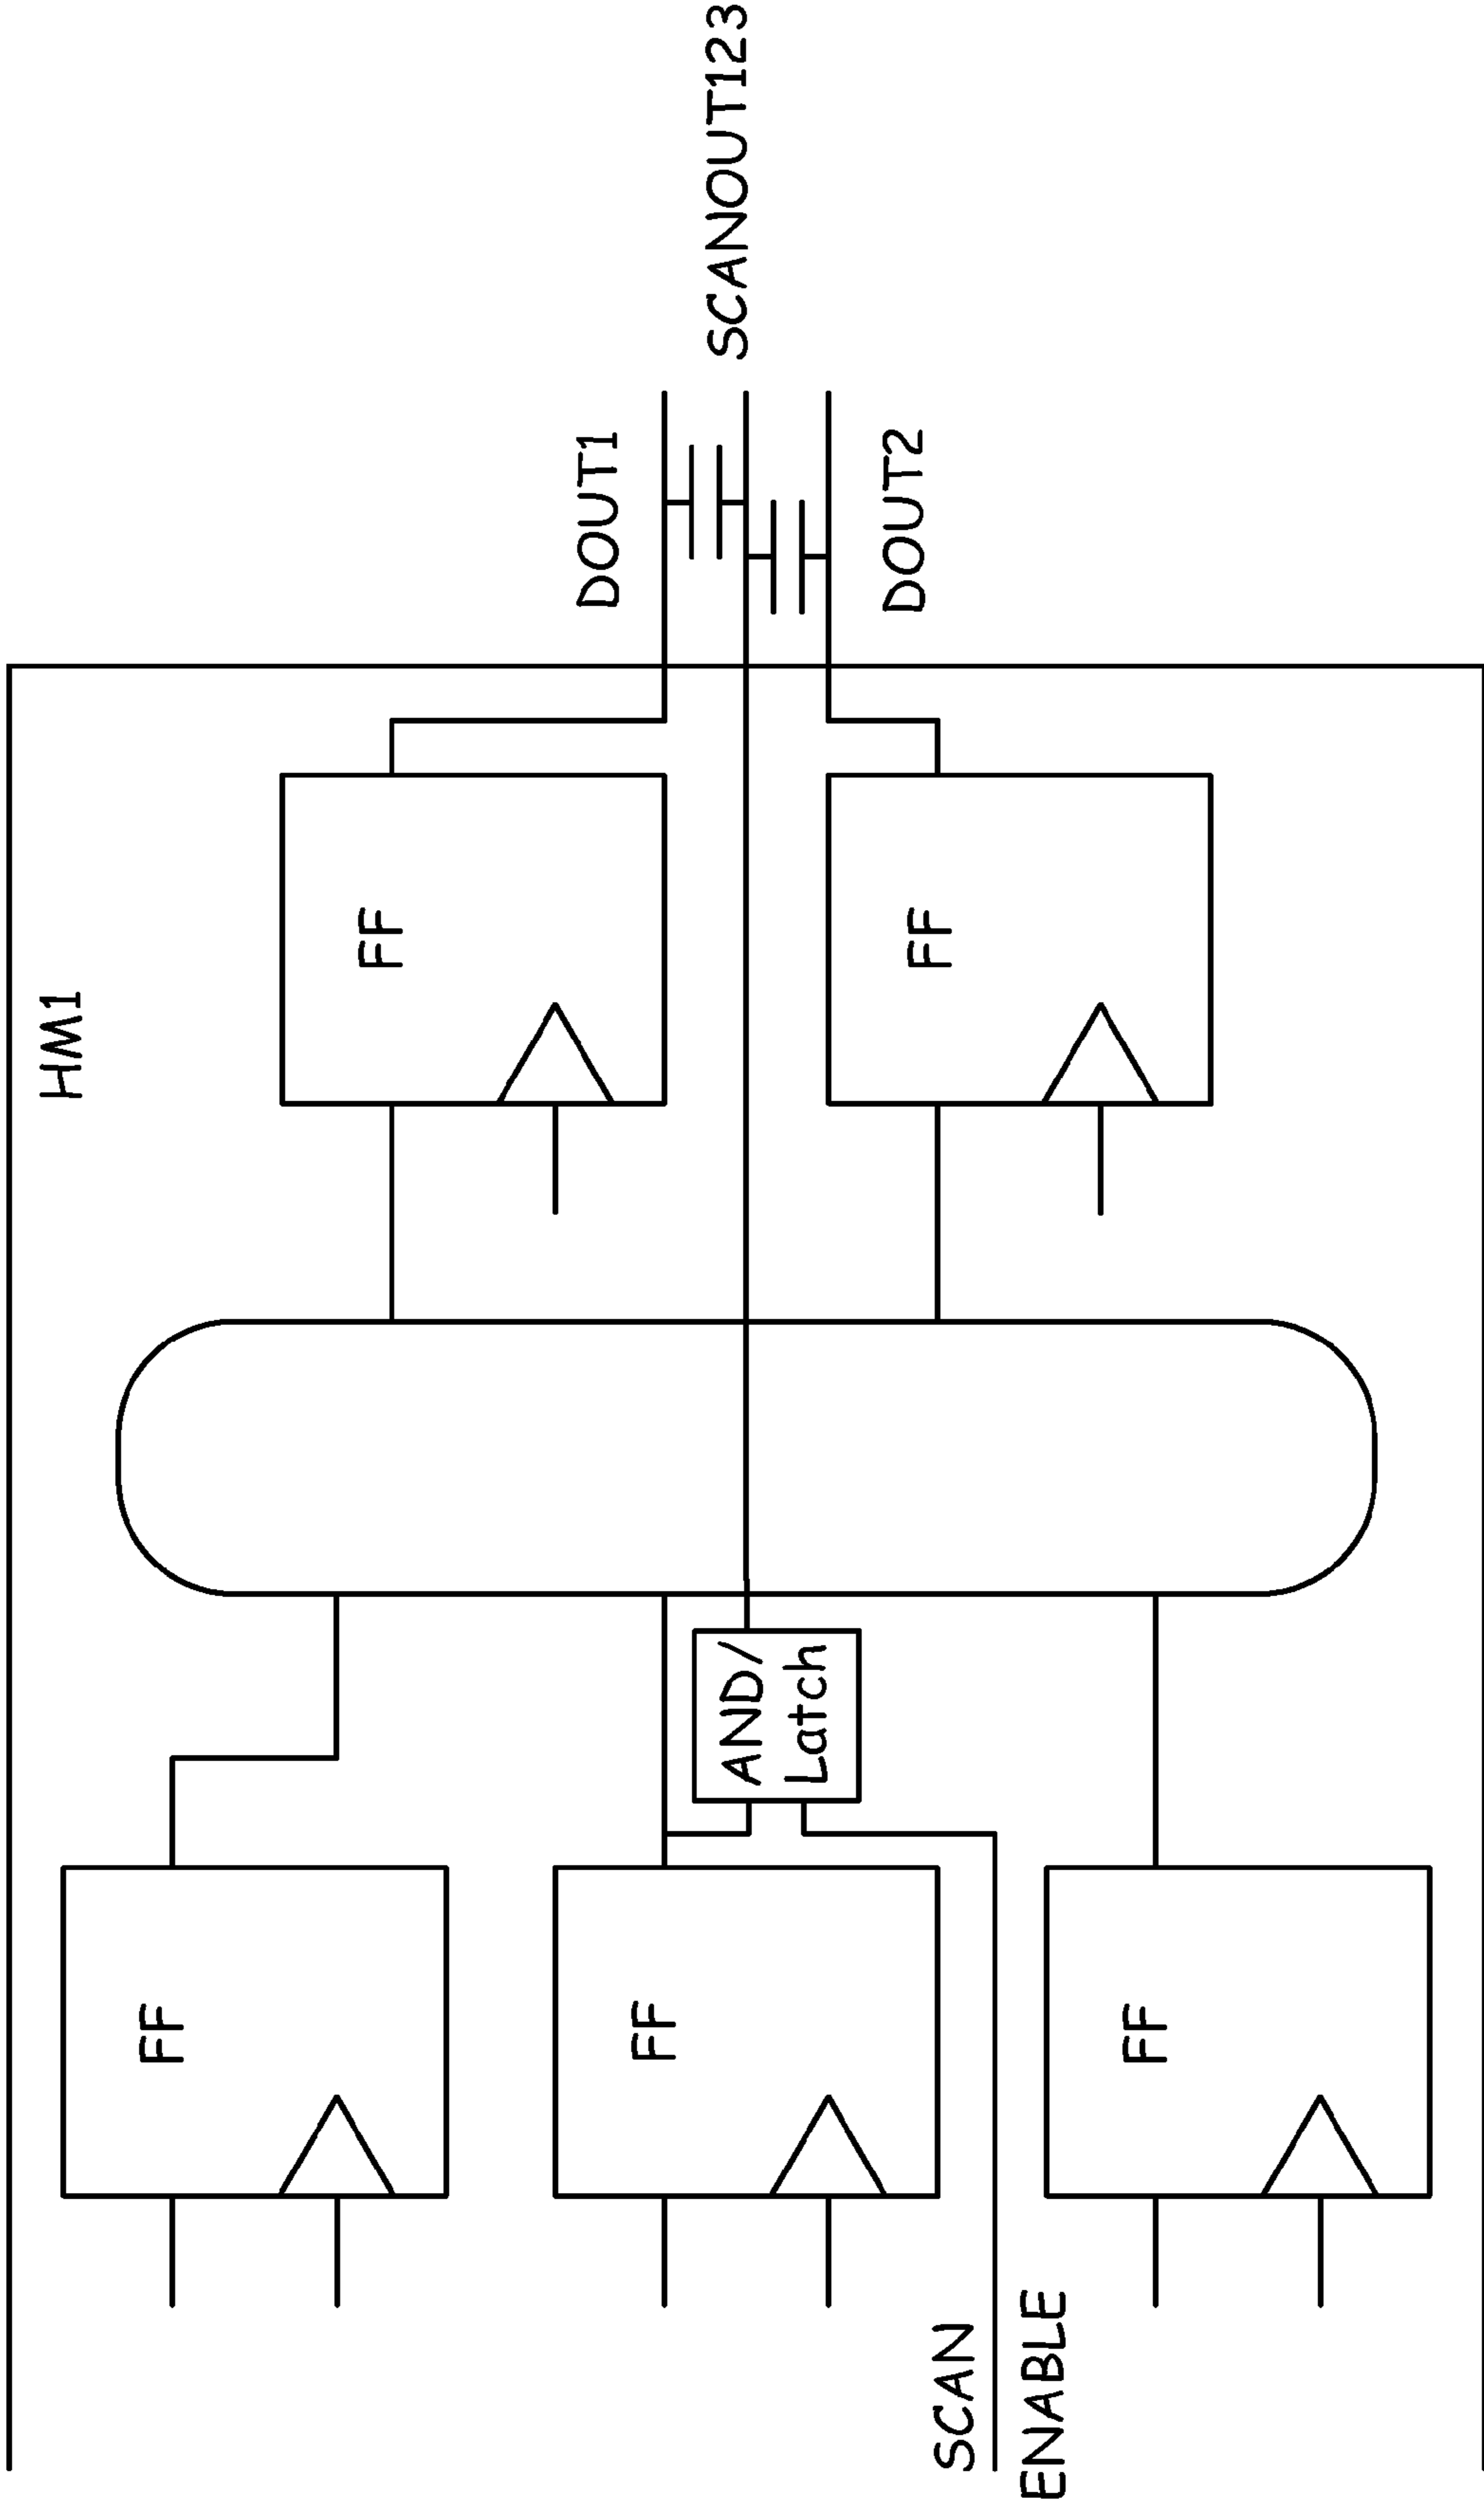 HM1
FF
DOUT1
SCANOUT123
FF
AND/
Latch
FF
FF
DOUT2
SCAN
ENABLE
FF